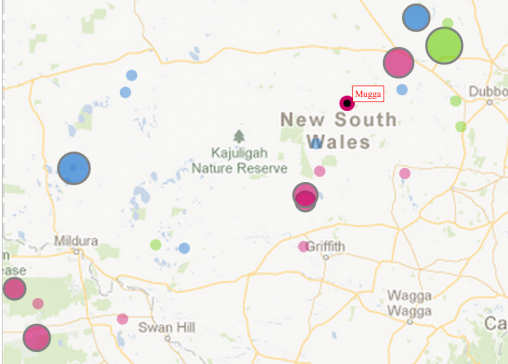 Mugga
Dubbo
New South
Wales
Kajuligah
Nature Reserve
Mildura
Griffith
m
ease
Wagga
Wagga
Swan Hill
Ca